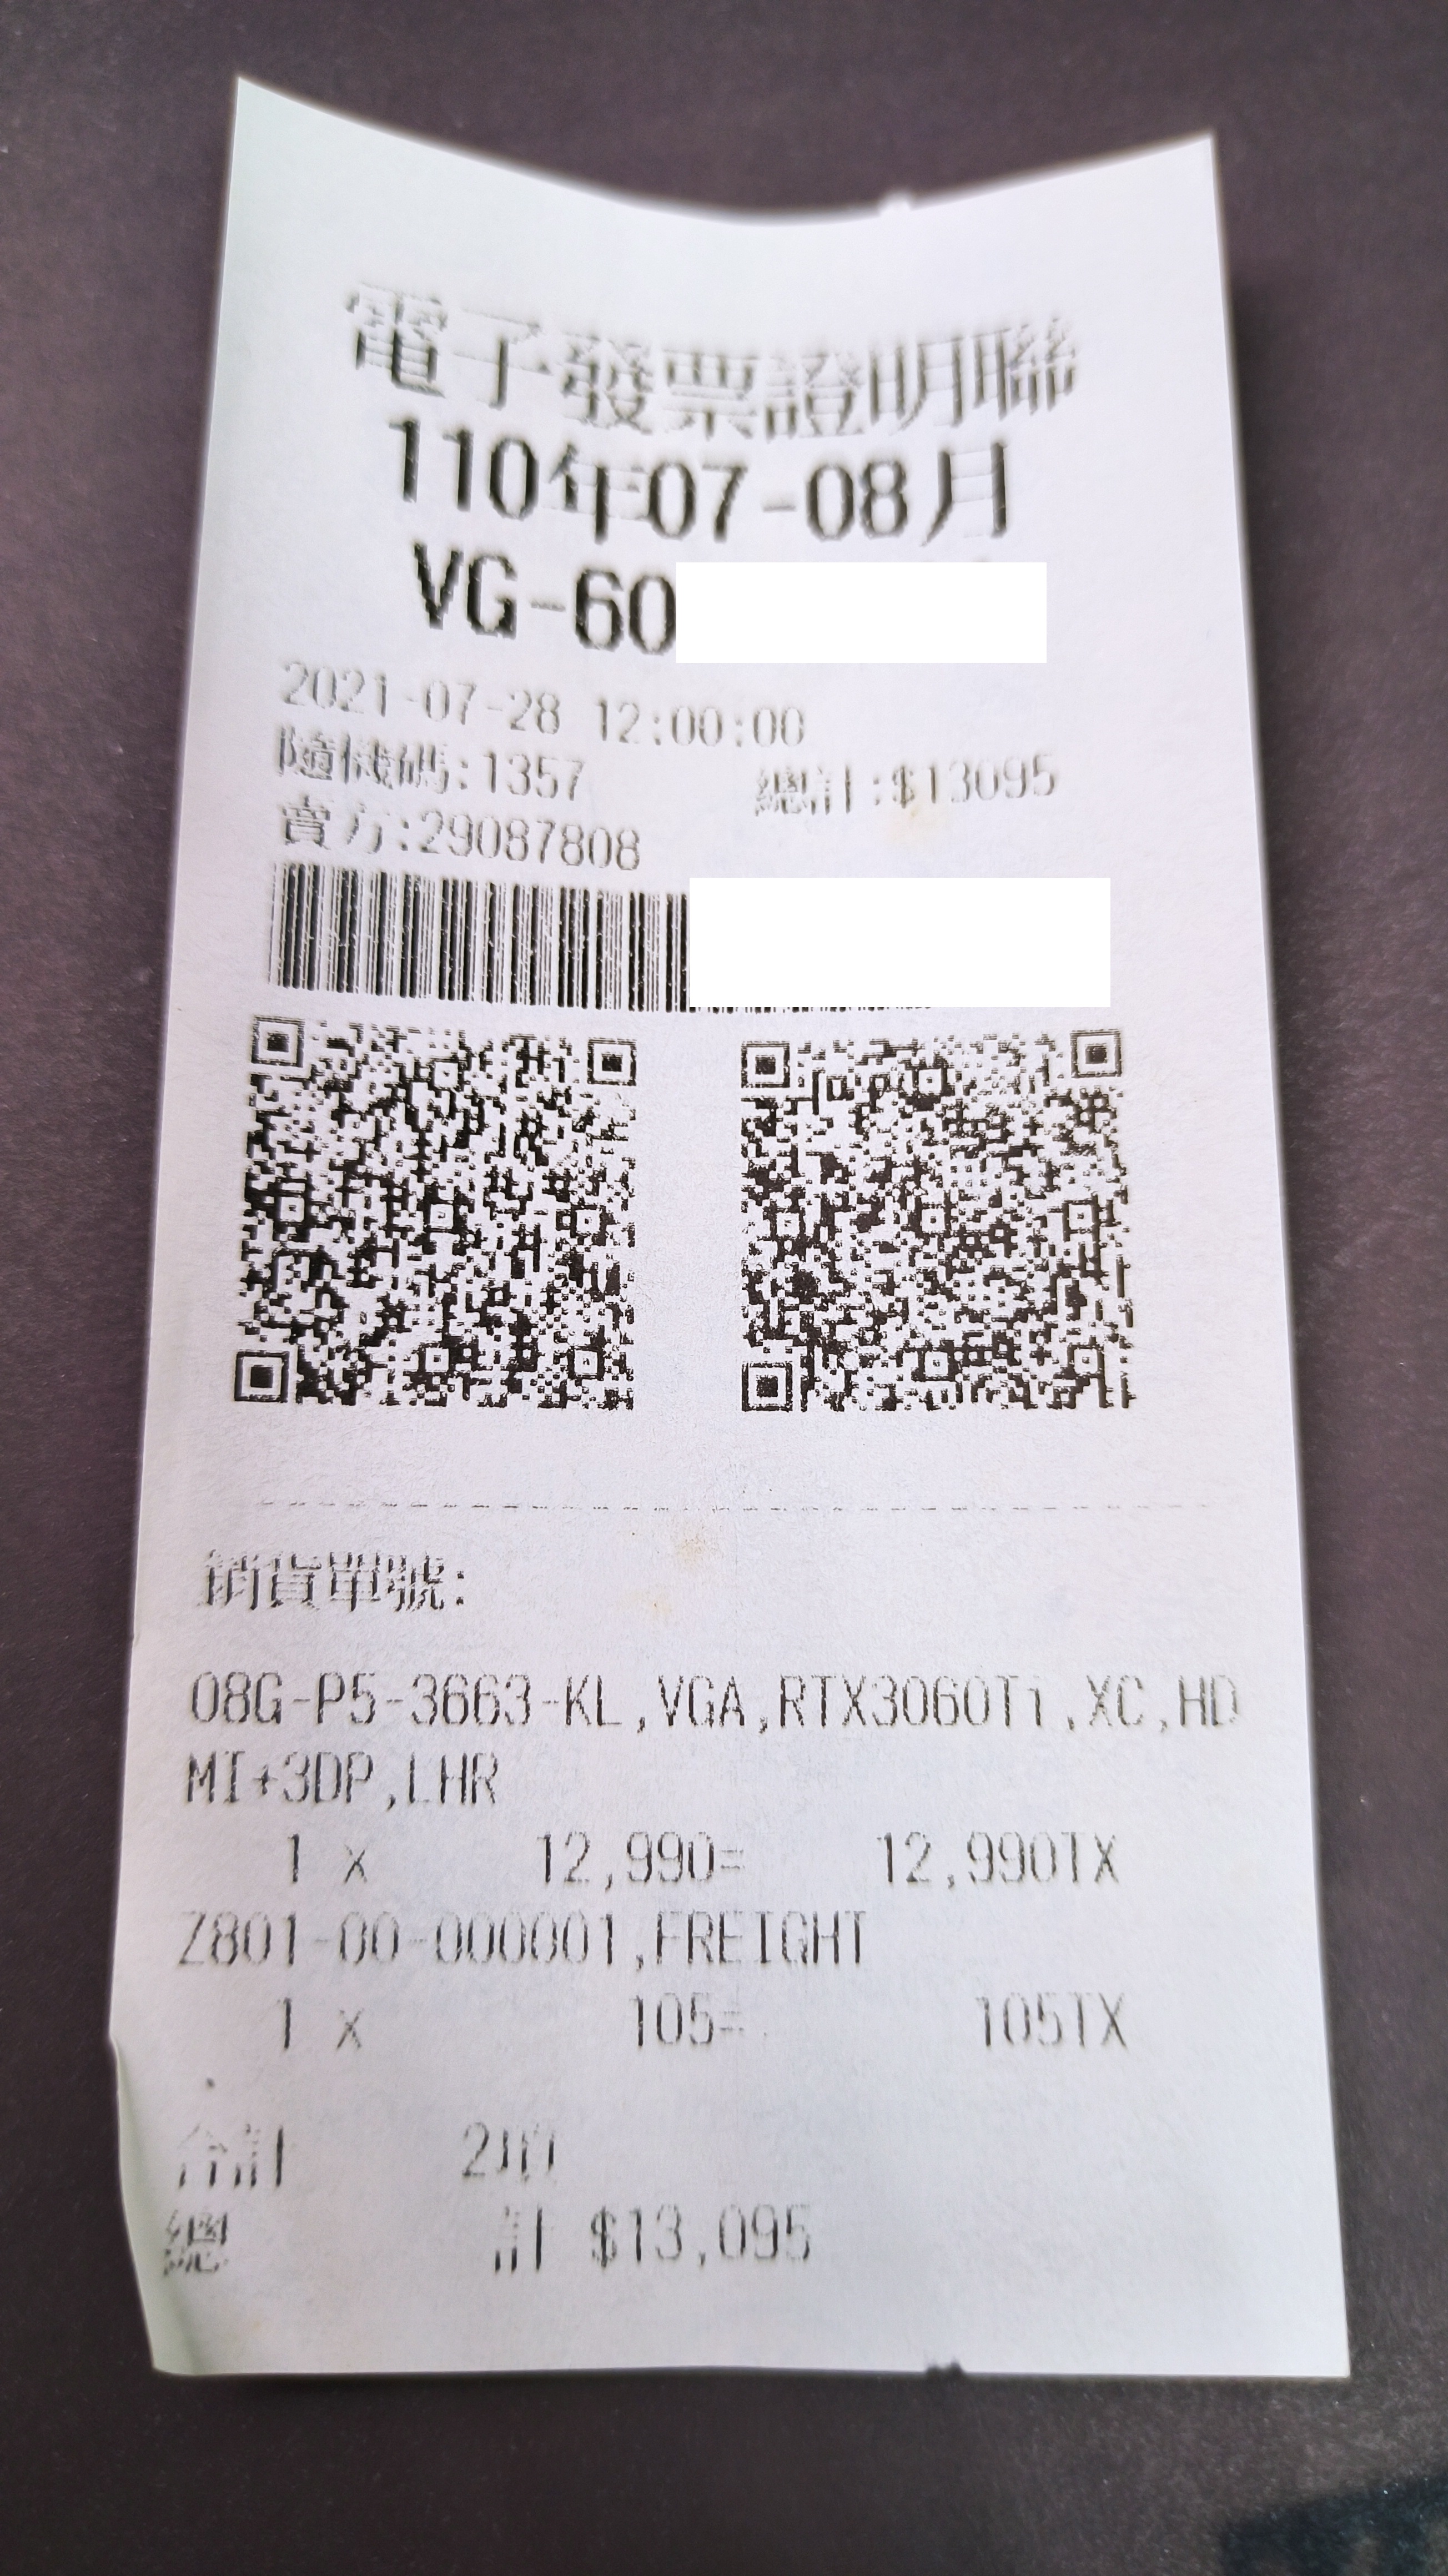 電子發票證明聯
110年07-08月
VG-60
2021-07-28 12:00:00
隨機碼:1357 總計:$13095
賣方:29087808
銷貨單號:
08G-P5-3663-KL,VGA,RTX3060Ti,XC,HD
MI+3DP,LHR
1 x 12,990= 12,990TX
Z801-00-000001,FREIGHT
1 x 105= 105TX
合計 2項
總 計 $13,095